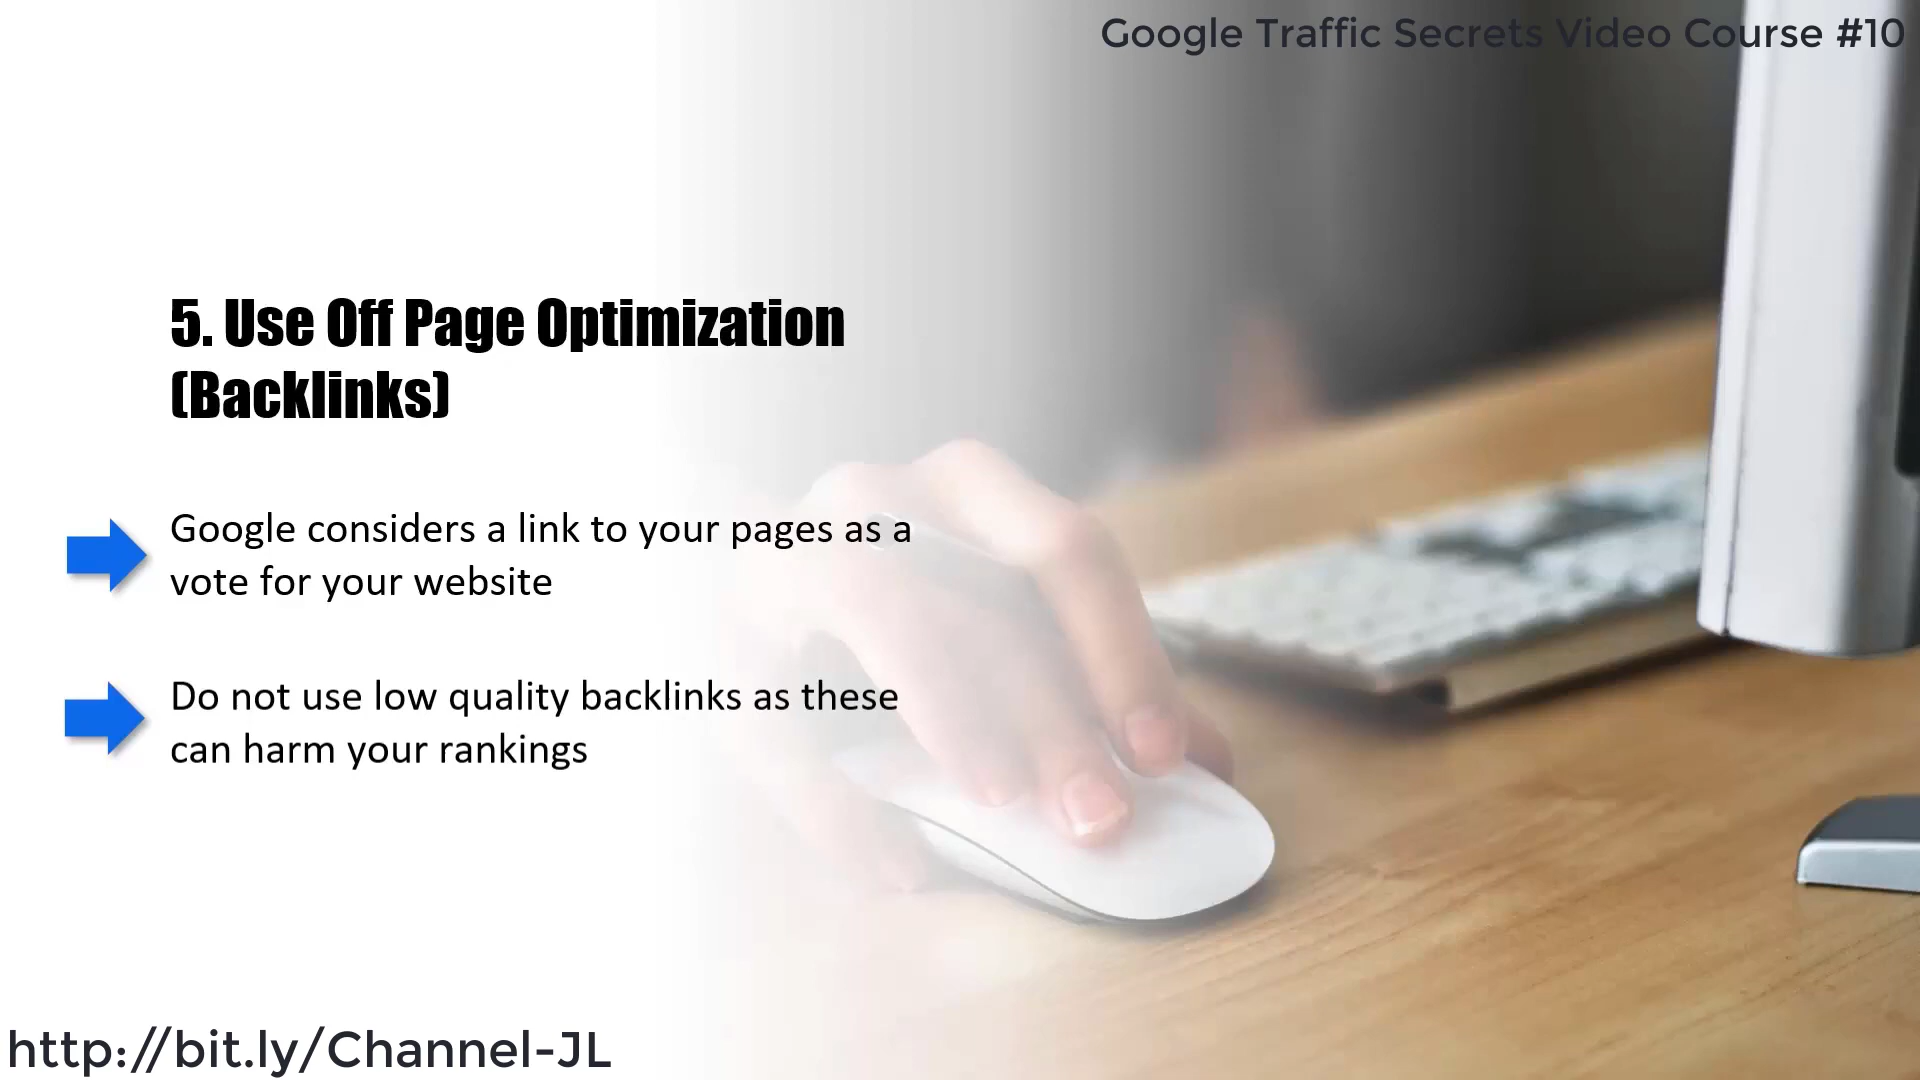 Google Traffic Secrets Video Course #10
5. Use Off Page Optimization
(Backlinks)
Google considers a link to your pages as a
vote for your website
Do not use low quality backlinks as these
can harm your rankings
http://bit.ly/Channel-JL